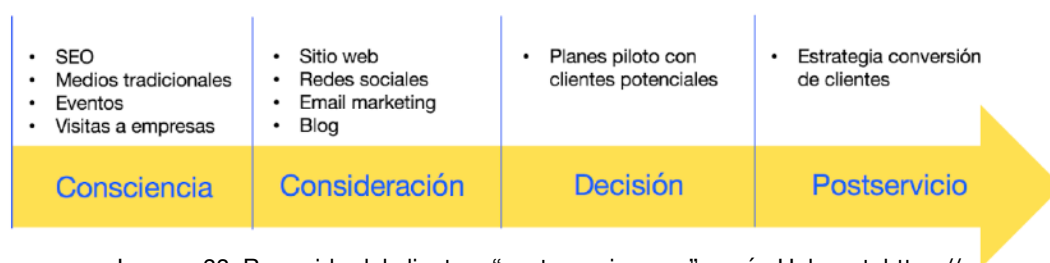 • SEO
• Medios tradicionales
• Eventos
• Visitas a empresas
• Sitio web
• Redes sociales
• Email marketing
• Blog
• Planes piloto con
clientes potenciales
• Estrategia conversión
de clientes
Consciencia
Consideración
Decisión
Postservicio